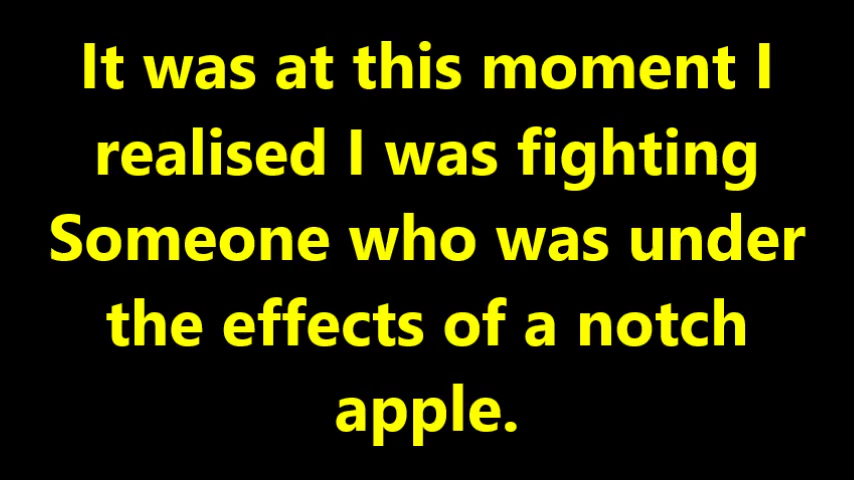 It was at this moment I
realised I was fighting
Someone who was under
the effects of a notch
apple.